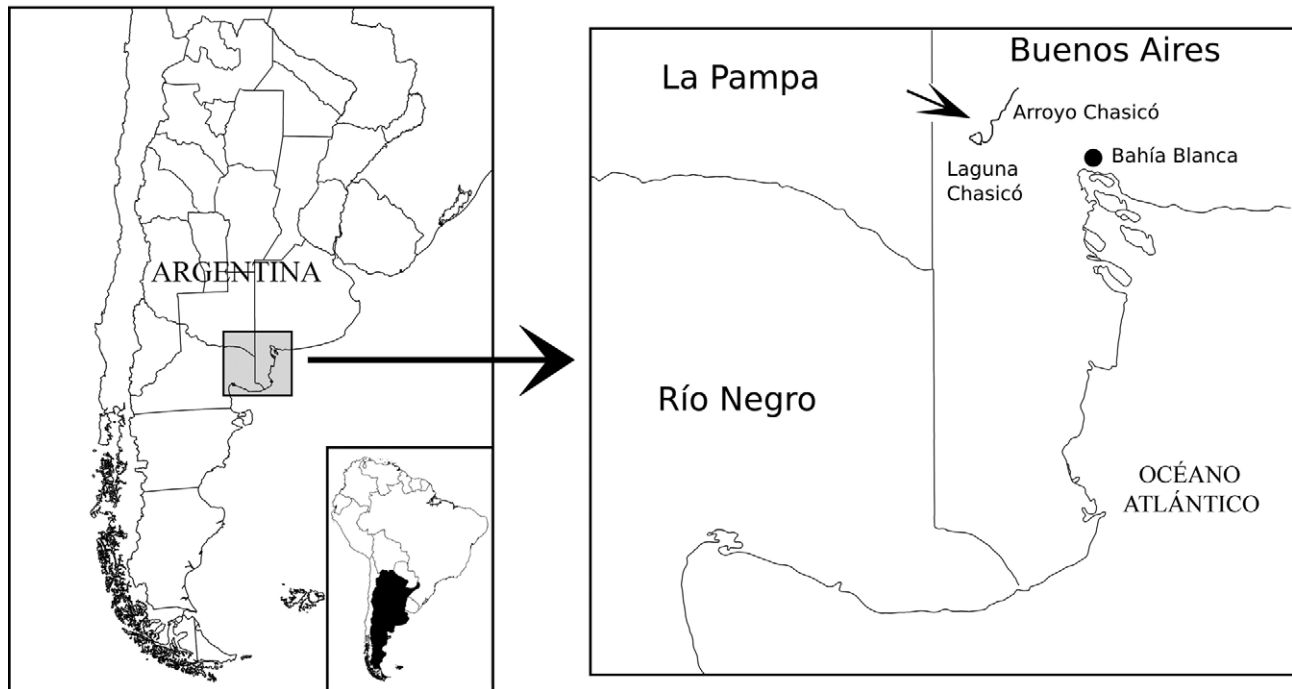 ARGENTINA
Buenos Aires
La Pampa
Arroyo Chasicó
Bahía Blanca
Laguna
Chasicó
Río Negro
OCÉANO
ATLÁNTICO